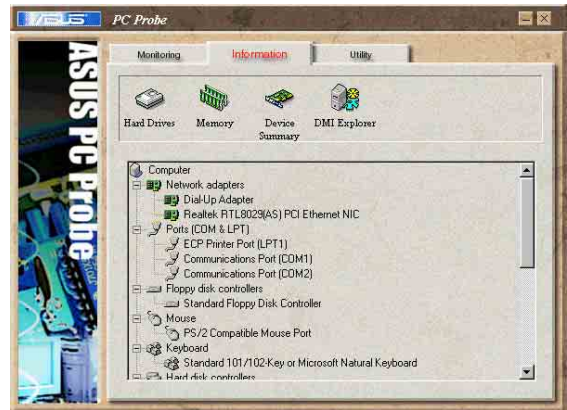 ASUS
PC Probe
ASUS PC Probe
Monitoring
Information
Utility
Hard Drives
Memory
Device
Summary
DMI Explorer
Computer
Network adapters
Dial-Up Adapter
Realtek RTL8029(AS) PCI Ethernet NIC
Ports (COM & LPT)
ECP Printer Port (LPT1)
Communications Port (COM1)
Communications Port (COM2)
Floppy disk controllers
Standard Floppy Disk Controller
Mouse
PS/2 Compatible Mouse Port
Keyboard
Standard 101/102-Key or Microsoft Natural Keyboard
Hard disk controllers